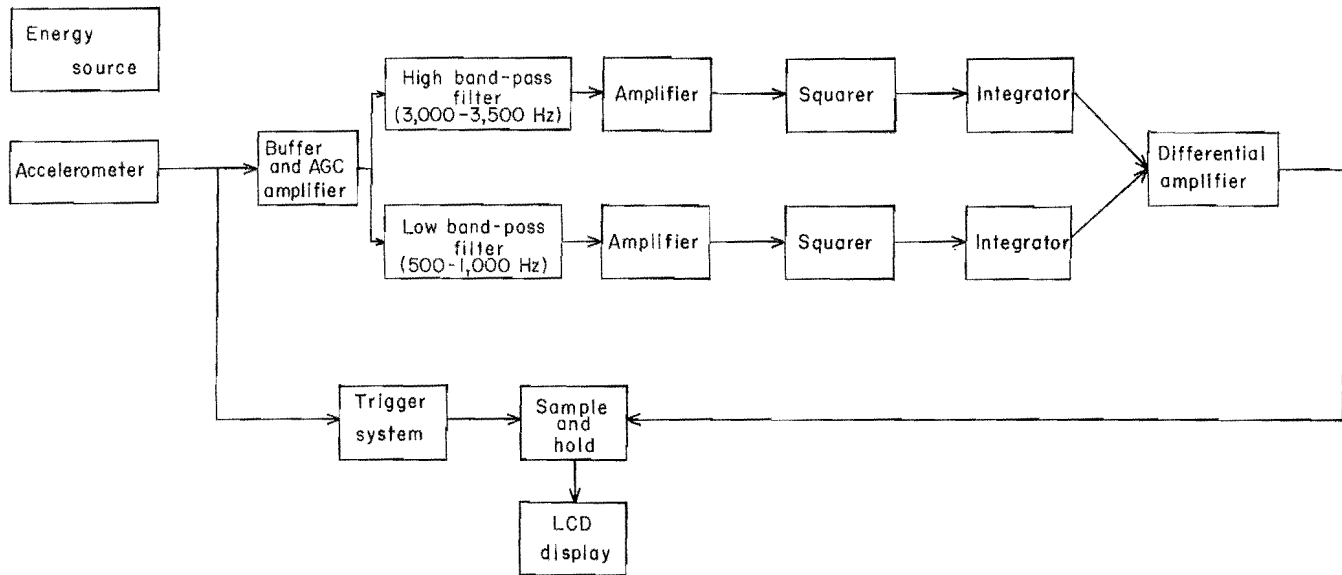 Energy
source
Accelerometer
Buffer
and AGC
amplifier
High band-pass
filter
(3,000-3,500 Hz)
Amplifier
Squarer
Integrator
Low band-poss
filter
(500-1,000 Hz)
Amplifier
Squarer
Integrator
Differential
amplifier
Trigger
system
Sample
and
hold
LCD
display